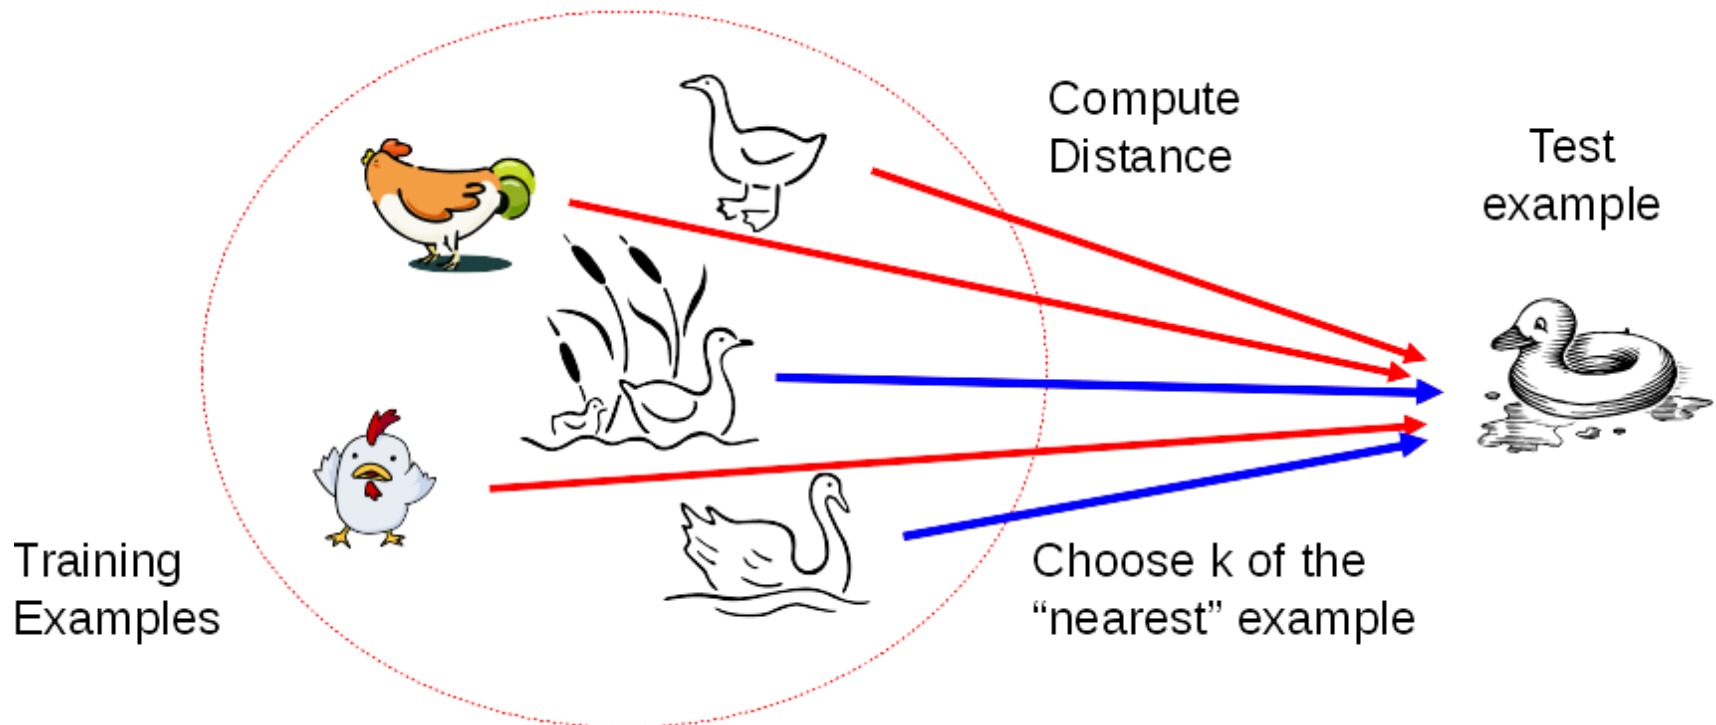 Compute
Distance
Test
example
Training
Examples
Choose k of the
“nearest” example